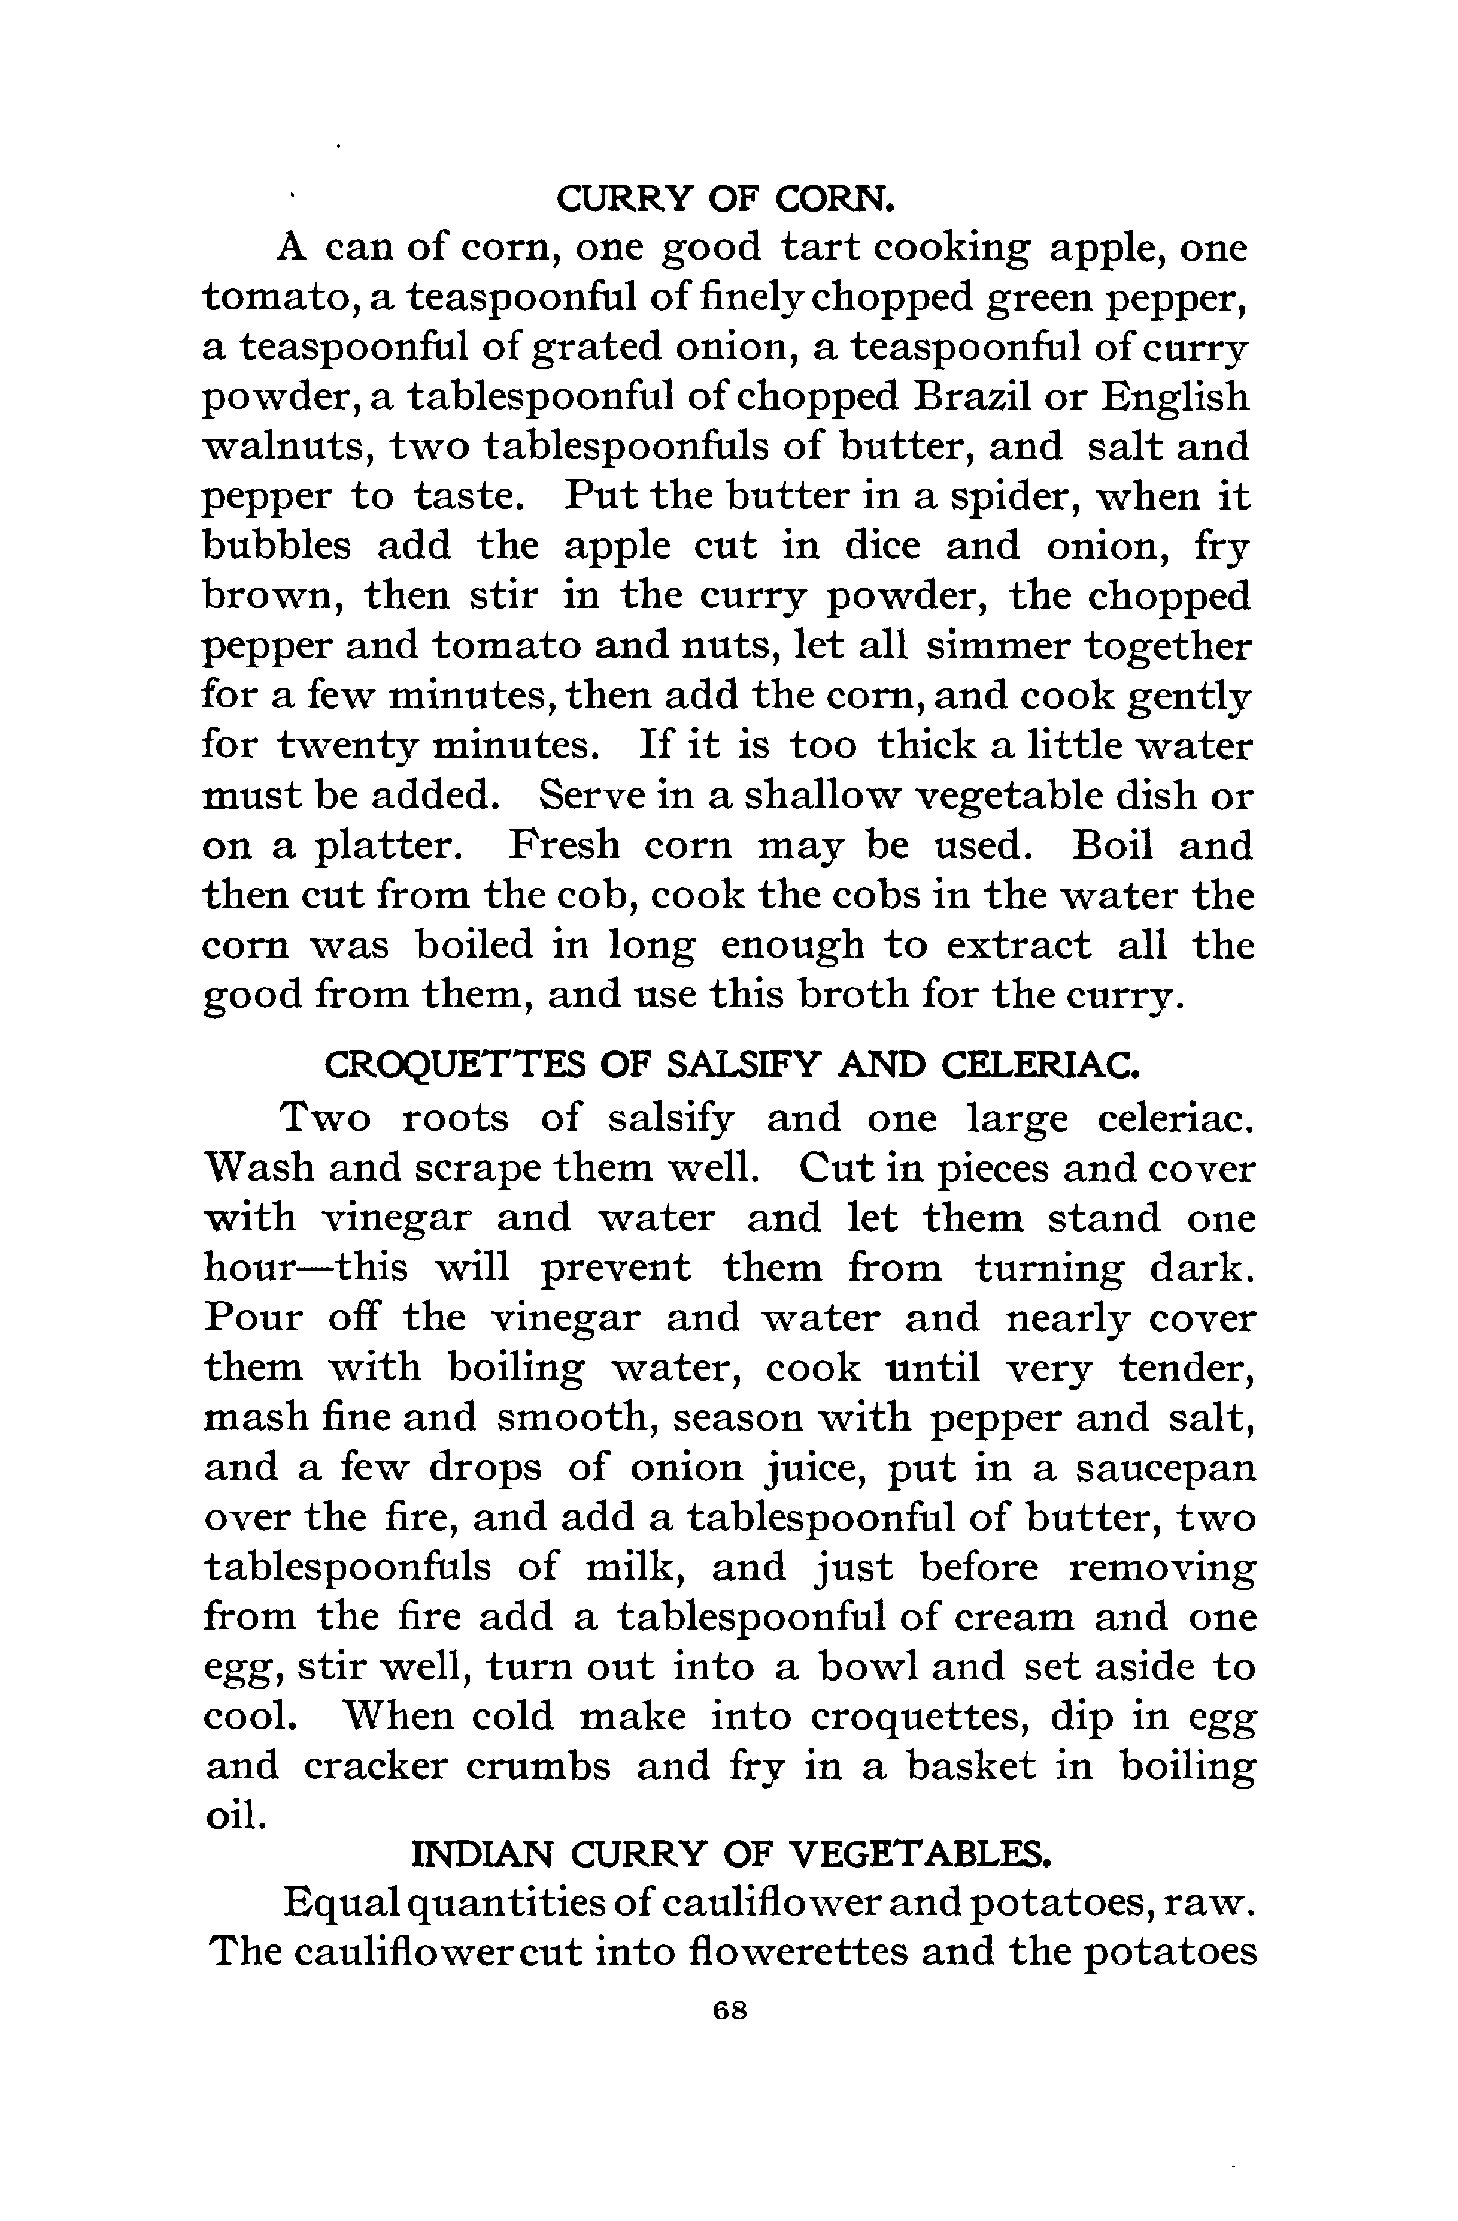 CURRY OF CORN.
A can of corn, one good tart cooking apple, one
tomato, a teaspoonful of finely chopped green pepper,
a teaspoonful of grated onion, a teaspoonful of curry
powder, a tablespoonful of chopped Brazil or English
walnuts, two tablespoonfuls of butter, and salt and
pepper to taste. Put the butter in a spider, when it
bubbles add the apple cut in dice and onion, fry
brown, then stir in the curry powder, the chopped
pepper and tomato and nuts, let all simmer together
for a few minutes, then add the corn, and cook gently
for twenty minutes. If it is too thick a little water
must be added. Serve in a shallow vegetable dish or
on a platter. Fresh corn may be used. Boil and
then cut from the cob, cook the cobs in the water the
corn was boiled in long enough to extract all the
good from them, and use this broth for the curry.
CROQUETTES OF SALSIFY AND CELERIAC.
Two roots of salsify and one large celeriac.
Wash and scrape them well. Cut in pieces and cover
with vinegar and water and let them stand one
hour—this will prevent them from turning dark.
Pour off the vinegar and water and nearly cover
them with boiling water, cook until very tender,
mash fine and smooth, season with pepper and salt,
and a few drops of onion juice, put in a saucepan
over the fire, and add a tablespoonful of butter, two
tablespoonfuls of milk, and just before removing
from the fire add a tablespoonful of cream and one
egg, stir well, turn out into a bowl and set aside to
cool. When cold make into croquettes, dip in egg
and cracker crumbs and fry in a basket in boiling
oil.
INDIAN CURRY OF VEGETABLES.
Equal quantities of cauliflower and potatoes, raw.
The cauliflower cut into flowerettes and the potatoes
68